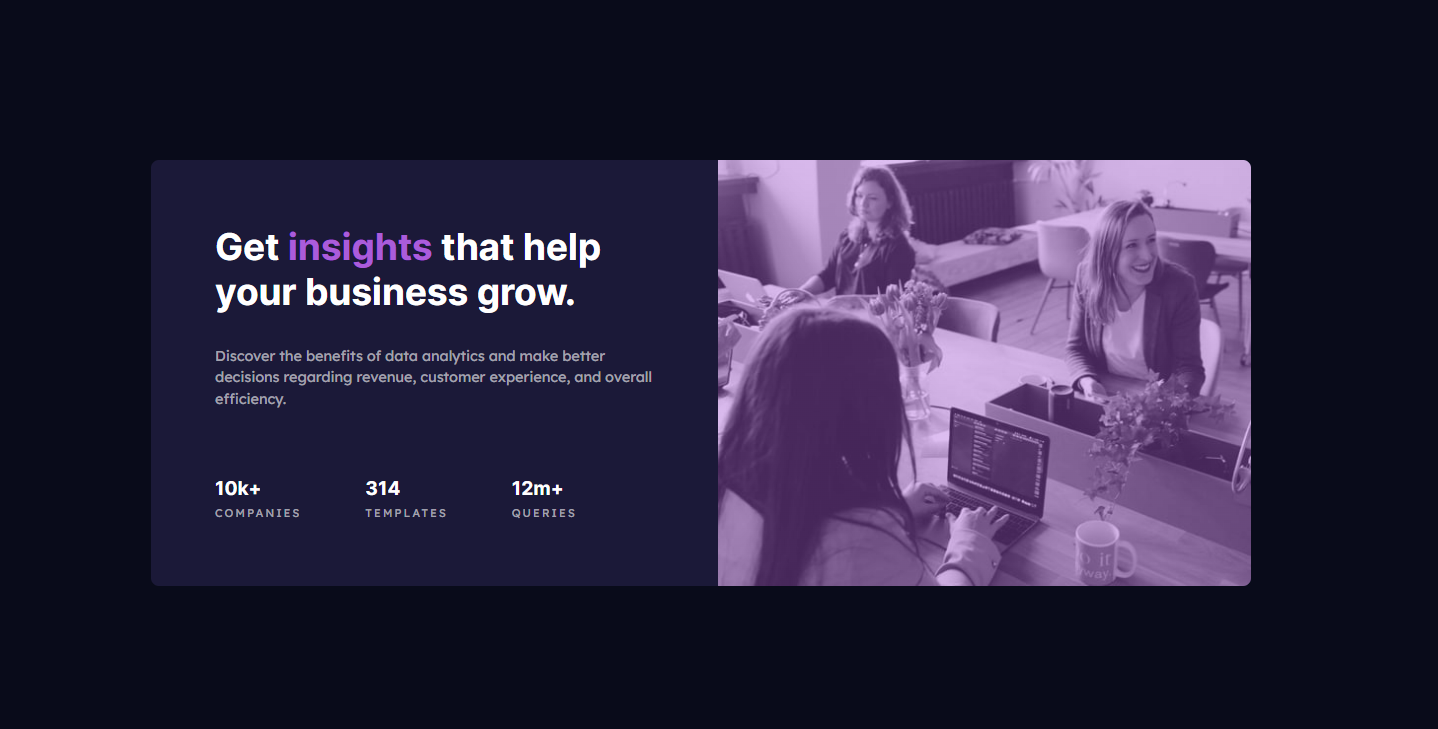 Get insights that help
your business grow.
Discover the benefits of data analytics and make better
decisions regarding revenue, customer experience, and overall
efficiency.
10k+ 314 12m+
COMPANIES TEMPLATES QUERIES